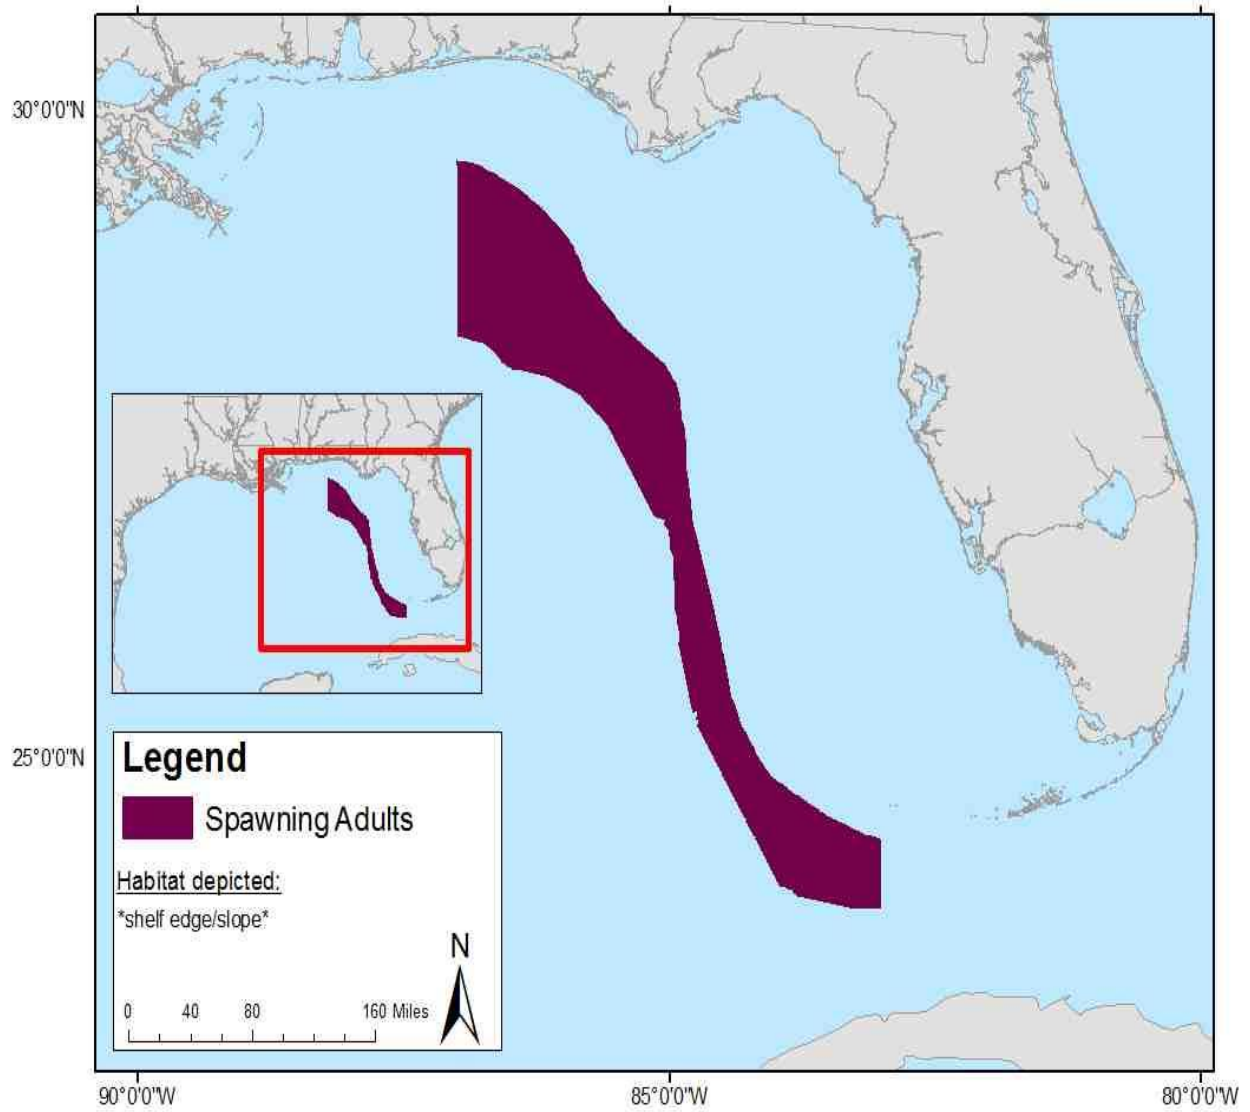 30°0'0"N
25°0'0"N
Legend
Spawning Adults
Habitat depicted:
*shelf edge/slope*
N
0 40 80 160 Miles
90°0'0"W 85°0'0"W 80°0'0"W